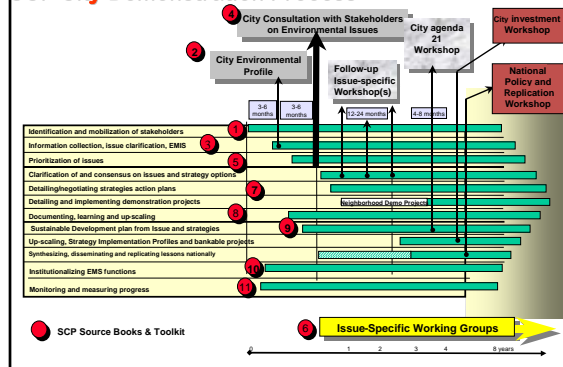 SCP City Demonstration Process
4
City Consultation with Stakeholders
on Environmental Issues
City agenda
21
Workshop
City investment
Workshop
2
City Environmental
Profile
Follow-up
Issue-specific
Workshop(s)
National
Policy and
Replication
Workshop
3-6
months
3-6
months
12-24 months
4-8 months
Identification and mobilization of stakeholders
1
Information collection, issue clarification, EMIS
3
Prioritization of issues
5
Clarification of and consensus on issues and strategy options
Detailing/negotiating strategies action plans
7
Detailing and implementing demonstration projects
Neighborhood Demo Projects
Documenting, learning and up-scaling
8
Sustainable Development plan from Issue and strategies
9
Up-scaling, Strategy Implementation Profiles and bankable projects
Synthesizing, disseminating and replicating lessons nationally
Institutionalizing EMS functions
10
Monitoring and measuring progress
11
SCP Source Books & Toolkit
6
Issue-Specific Working Groups
0
1
2
3
4
8 years